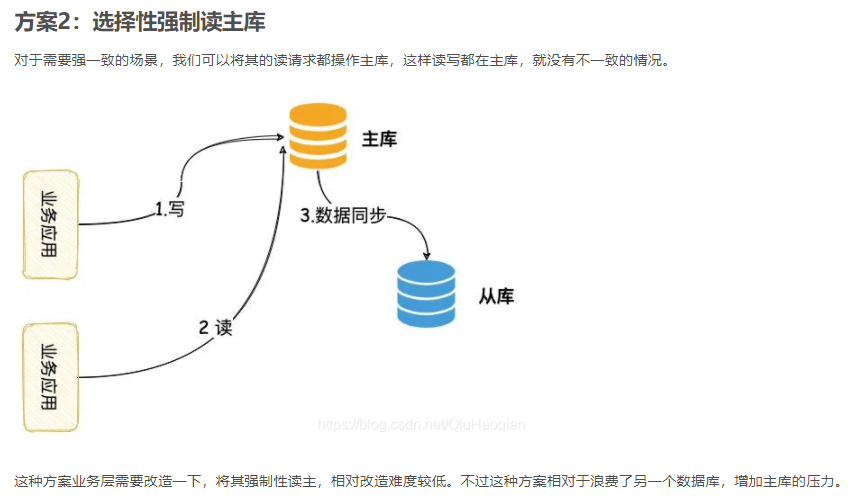 方案2：选择性强制读主库
对于需要强一致的场景，我们可以将其的读请求都操作主库，这样读写都在主库，就没有不一致的情况。
主库
业务应用
1.写
3.数据同步
从库
2 读
业务应用
https://blog.csdn.net/QiuHaoqian
这种方案业务层需要改造一下，将其强制性读主，相对改造难度较低。不过这种方案相对于浪费了另一个数据库，增加主库的压力。